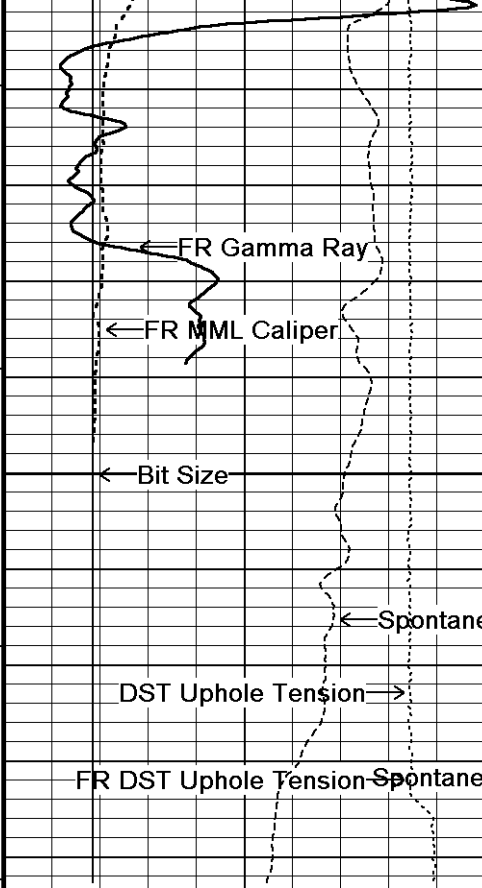 FR Gamma Ray
FR MML Caliper
Bit Size
Spontane
DST Uphole Tension
FR DST Uphole Tension Spontane